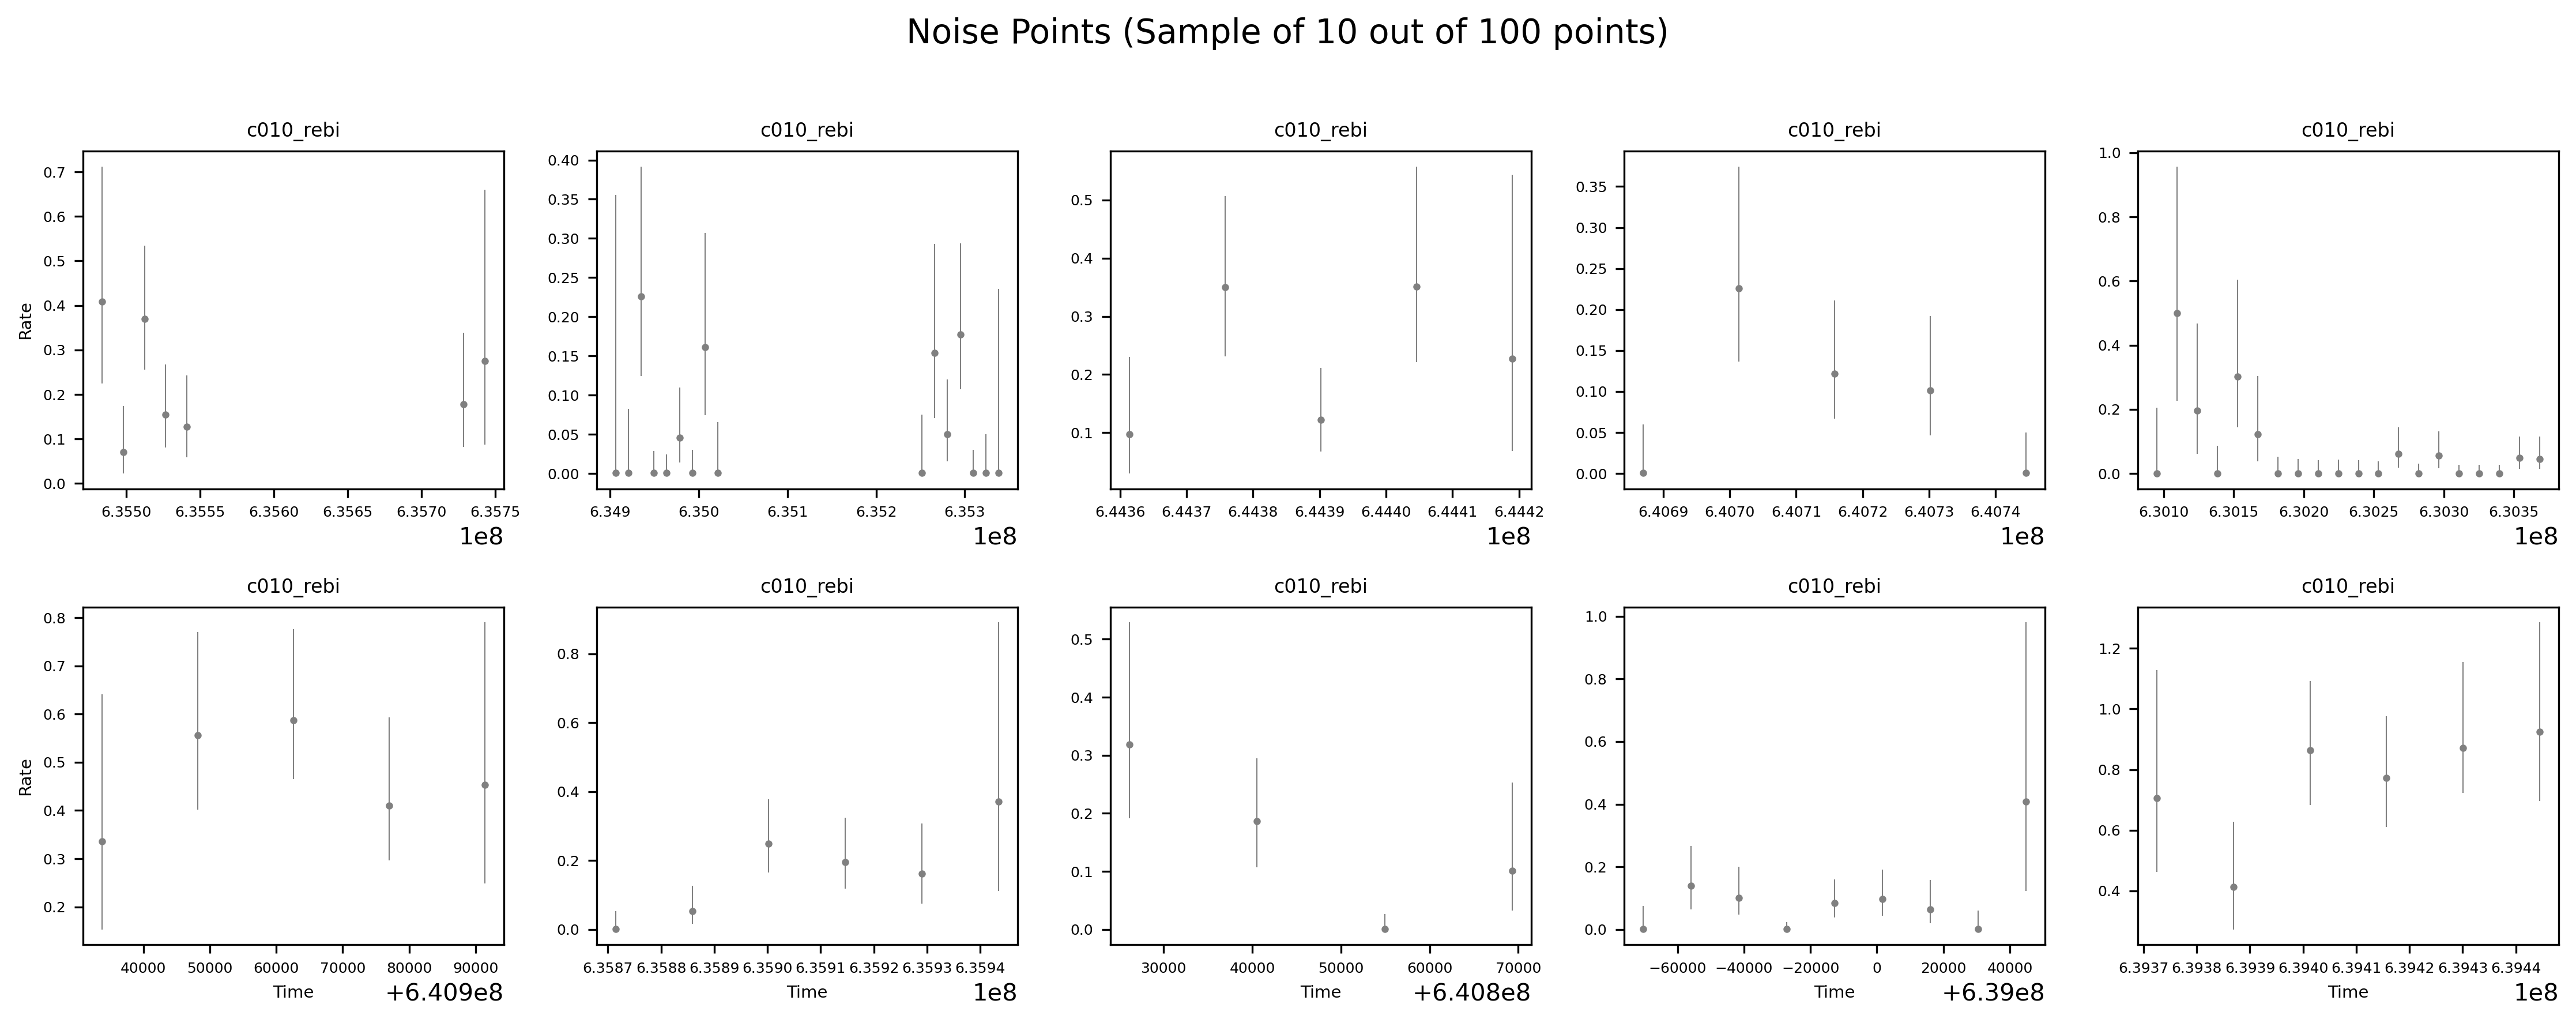 Noise Points (Sample of 10 out of 100 points)
c010_rebi c010_rebi c010_rebi c010_rebi c010_rebi
Rate
0.7
0.6
0.5
0.4
0.3
0.2
0.1
0.0
6.3550 6.3555 6.3560 6.3565 6.3570 6.3575
1e8
0.40
0.35
0.30
0.25
0.20
0.15
0.10
0.05
0.00
6.349 6.350 6.351 6.352 6.353
1e8
0.5
0.4
0.3
0.2
0.1
6.4436 6.4437 6.4438 6.4439 6.4440 6.4441 6.4442
1e8
0.35
0.30
0.25
0.20
0.15
0.10
0.05
0.00
6.4069 6.4070 6.4071 6.4072 6.4073 6.4074
1e8
1.0
0.8
0.6
0.4
0.2
0.0
6.3010 6.3015 6.3020 6.3025 6.3030 6.3035
1e8
c010_rebi c010_rebi c010_rebi c010_rebi c010_rebi
Rate
0.8
0.7
0.6
0.5
0.4
0.3
0.2
40000 50000 60000 70000 80000 90000
Time +6.409e8
0.8
0.6
0.4
0.2
0.0
6.3587 6.3588 6.3589 6.3590 6.3591 6.3592 6.3593 6.3594
Time 1e8
0.5
0.4
0.3
0.2
0.1
0.0
30000 40000 50000 60000 70000
Time +6.408e8
1.0
0.8
0.6
0.4
0.2
0.0
−60000 −40000 −20000 0 20000 40000
Time +6.39e8
1.2
1.0
0.8
0.6
0.4
6.3937 6.3938 6.3939 6.3940 6.3941 6.3942 6.3943 6.3944
Time 1e8